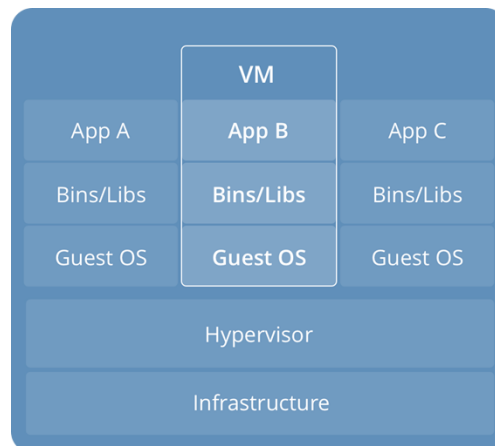 VM
App A App B App C
Bins/Libs Bins/Libs Bins/Libs
Guest OS Guest OS Guest OS
Hypervisor
Infrastructure